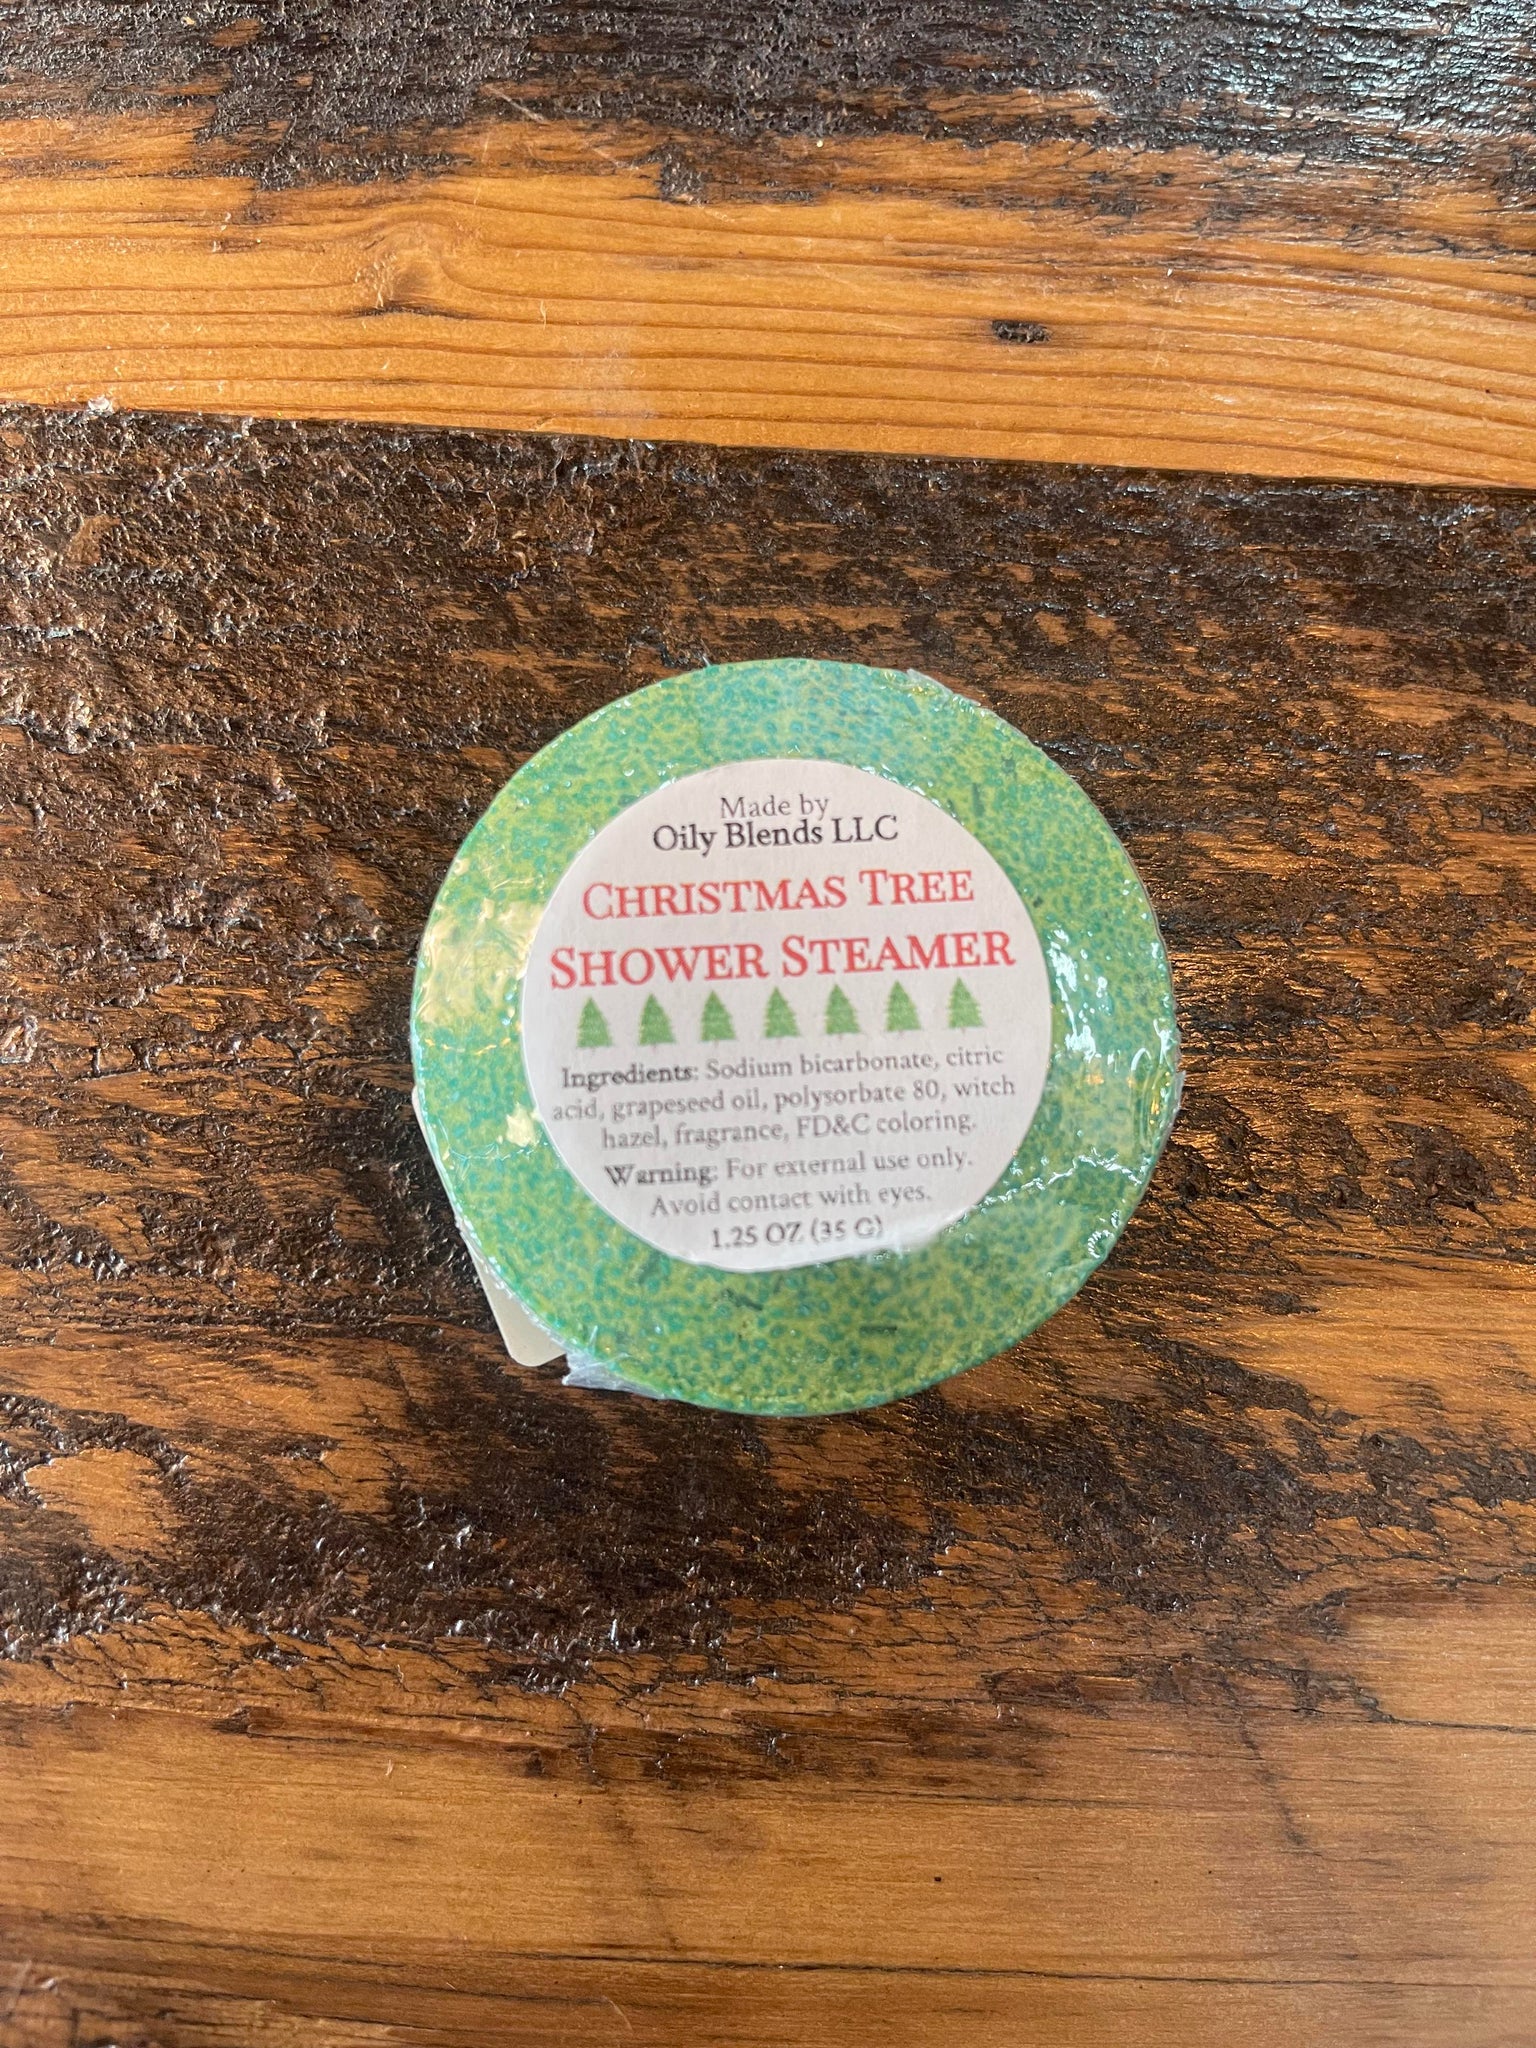 Made by
Oily Blends LLC
CHRISTMAS TREE
SHOWER STEAMER
Ingredients: Sodium bicarbonate, citric
acid, grapeseed oil, polysorbate 80, witch
hazel, fragrance, FD&C coloring.
Warning: For external use only.
Avoid contact with eyes.
1.25 OZ (35 G)